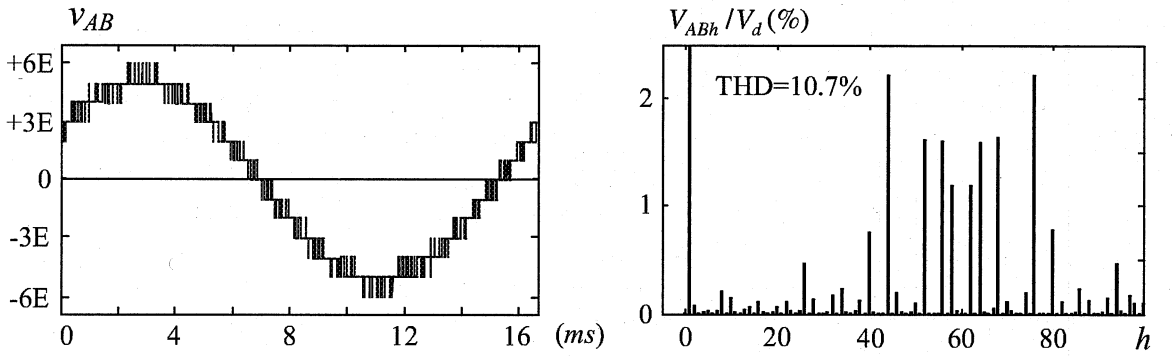 v_AB
+6E
+3E
0
-3E
-6E
0 4 8 12 16 (ms)
V_ABh / V_d (%)
THD=10.7%
2
1
0
0 20 40 60 80 h